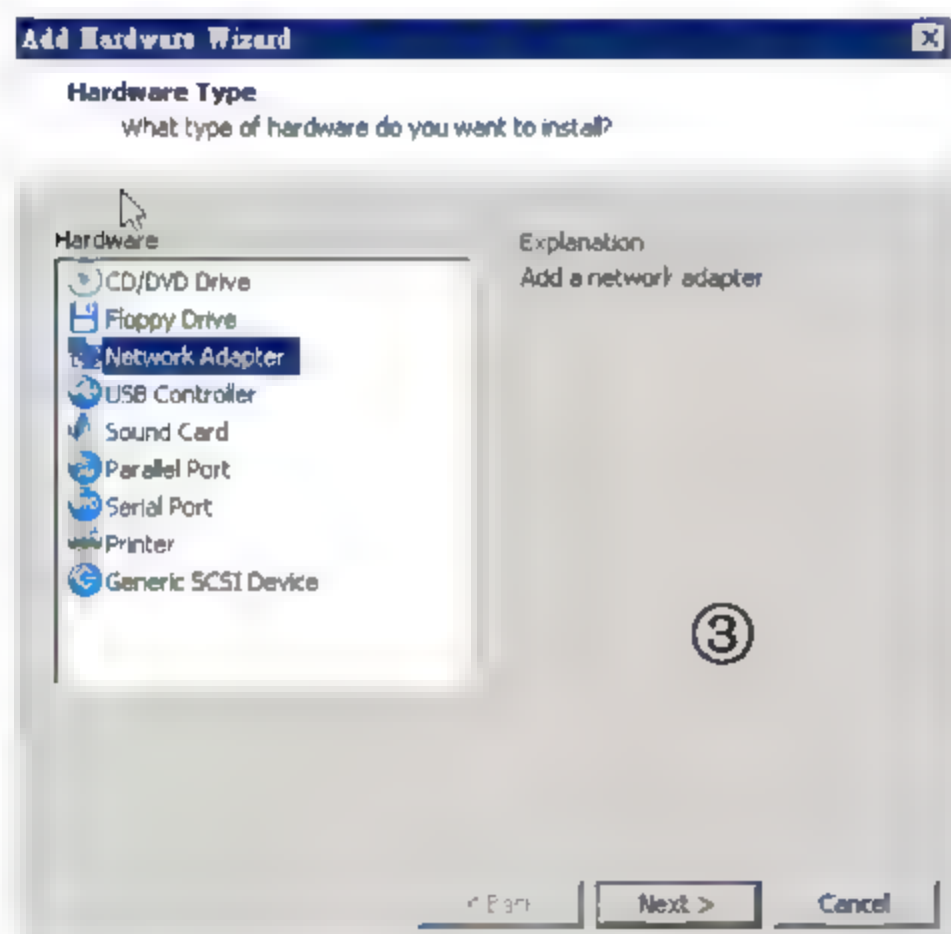 Add Hardware Wizard
Hardware Type
What type of hardware do you want to install?
Hardware
CD/DVD Drive
Floppy Drive
Network Adapter
USB Controller
Sound Card
Parallel Port
Serial Port
Printer
Generic SCSI Device
Explanation
Add a network adapter
③
< Back
Next >
Cancel